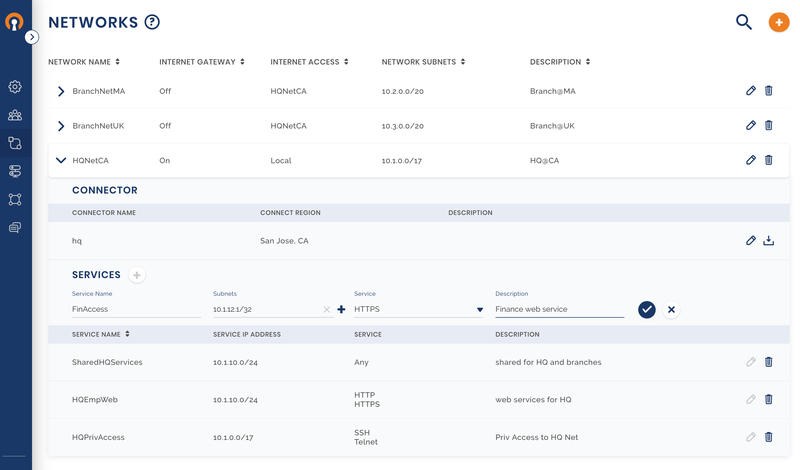 NETWORKS ?
NETWORK NAME INTERNET GATEWAY INTERNET ACCESS NETWORK SUBNETS DESCRIPTION
BranchNetMA Off HQNetCA 10.2.0.0/20 Branch@MA
BranchNetUK Off HQNetCA 10.3.0.0/20 Branch@UK
HQNetCA On Local 10.1.0.0/17 HQ@CA
CONNECTOR
CONNECTOR NAME CONNECT REGION DESCRIPTION
hq San Jose, CA
SERVICES
Service Name Subnets Service Description
FinAccess 10.1.12.1/32 HTTPS Finance web service
SERVICE NAME SERVICE IP ADDRESS SERVICE DESCRIPTION
SharedHQServices 10.1.10.0/24 Any shared for HQ and branches
HQEmpWeb 10.1.10.0/24 HTTP web services for HQ
HTTPS
HQPrivAccess 10.1.0.0/17 SSH Priv Access to HQ Net
Telnet